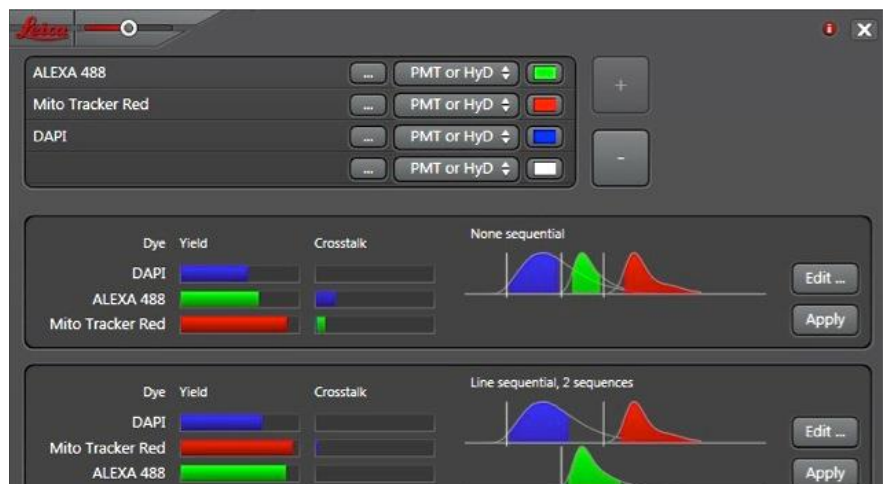 Leica
ALEXA 488 ... PMT or HyD
Mito Tracker Red ... PMT or HyD
DAPI ... PMT or HyD
... PMT or HyD
+
-
Dye Yield Crosstalk None sequential
DAPI
ALEXA 488
Mito Tracker Red
Edit ...
Apply
Dye Yield Crosstalk Line sequential, 2 sequences
DAPI
Mito Tracker Red
ALEXA 488
Edit ...
Apply